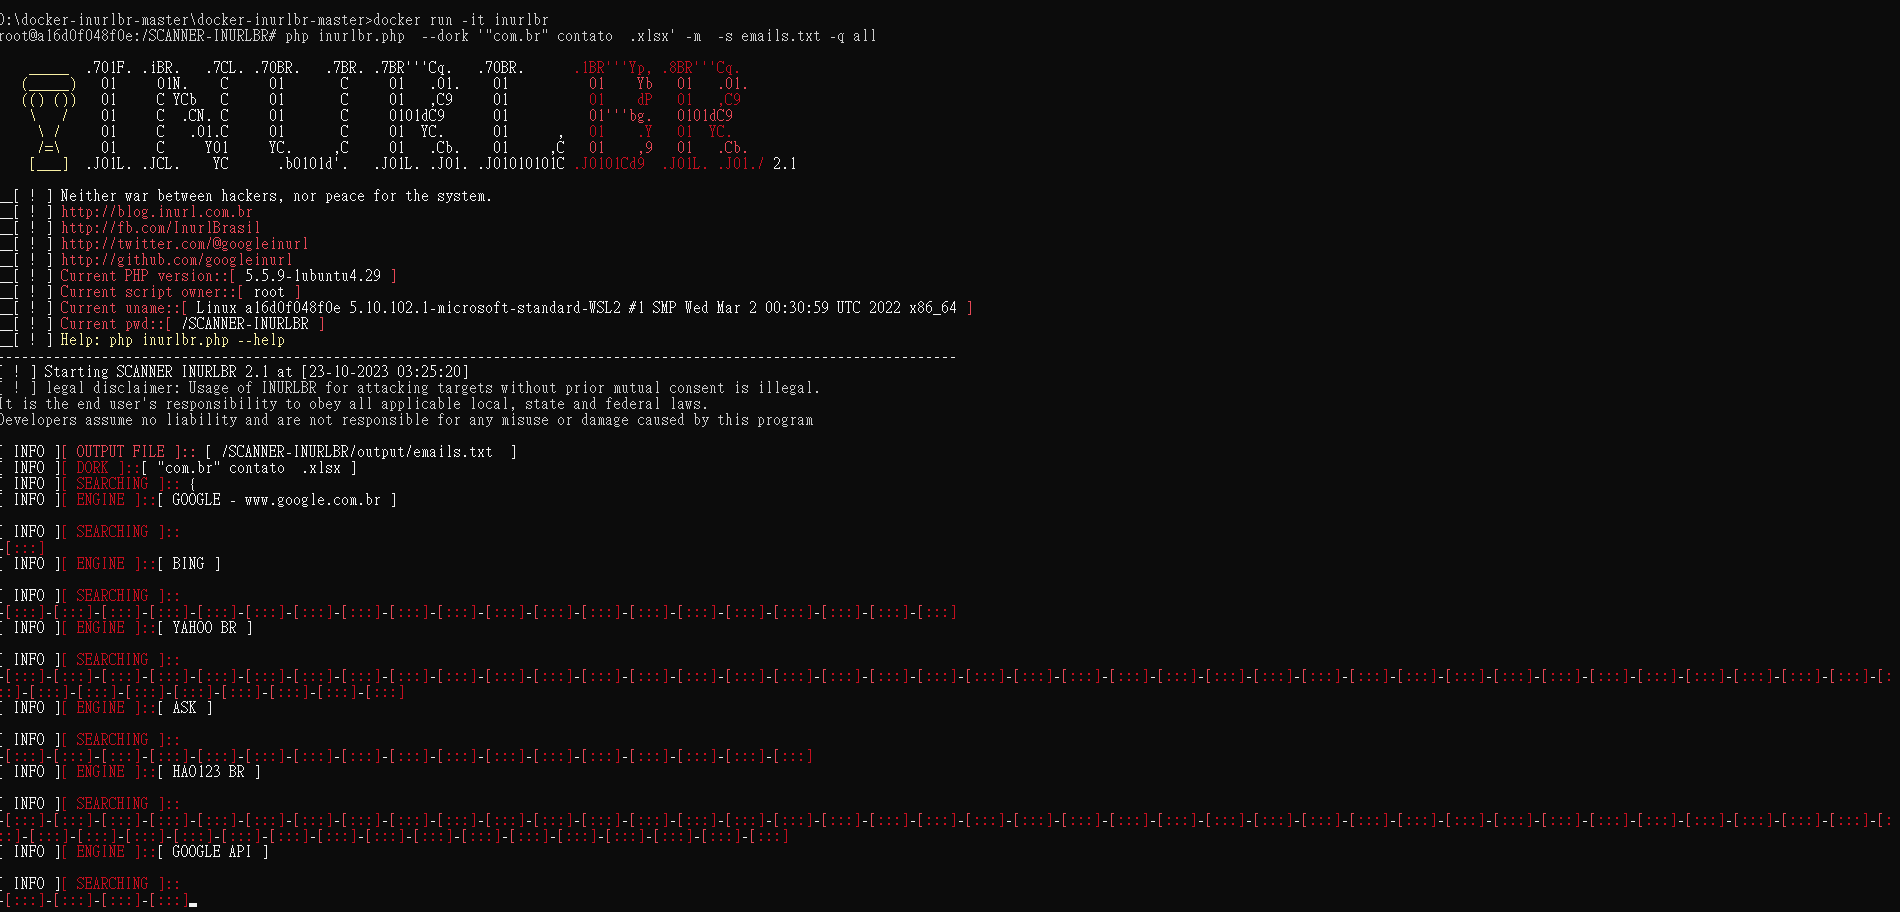 D:\docker-inurlbr-master\docker-inurlbr-master>docker run -it inurlbr
root@a16d0f048f0e:/SCANNER-INURLBR# php inurlbr.php  --dork '"com.br" contato  .xlsx' -m  -s emails.txt -q all
     _____  .701F. .iBR.   .7CL. .70BR.   .7BR. .7BR'''Cq.   .70BR.      .1BR'''Yp, .8BR'''Cq.
    (_____)   01     01N.    C     01       C     01   .01.    01          01    Yb   01   .01.
    (() ())   01     C YCb   C     01       C     01   ,C9     01          01    dP   01   ,C9
     \   /    01     C  .CN. C     01       C     0101dC9      01          01'''bg.   0101dC9
      \ /     01     C   .01.C     01       C     01  YC.      01      ,   01    .Y   01  YC.
      /=\     01     C     Y01     YC.     ,C     01   .Cb.    01     ,C   01    ,9   01   .Cb.
     [___]  .J01L. .JCL.    YC      .b0101d'.   .J01L. .J01. .J01010101C .J0101Cd9  .J01L. .J01./ 2.1
__[ ! ] Neither war between hackers, nor peace for the system.
__[ ! ] http://blog.inurl.com.br
__[ ! ] http://fb.com/InurlBrasil
__[ ! ] http://twitter.com/@googleinurl
__[ ! ] http://github.com/googleinurl
__[ ! ] Current PHP version::[ 5.5.9-1ubuntu4.29 ]
__[ ! ] Current script owner::[ root ]
__[ ! ] Current uname::[ Linux a16d0f048f0e 5.10.102.1-microsoft-standard-WSL2 #1 SMP Wed Mar 2 00:30:59 UTC 2022 x86_64 ]
__[ ! ] Current pwd::[ /SCANNER-INURLBR ]
__[ ! ] Help: php inurlbr.php --help
------------------------------------------------------------------------------------------------------------------------
[ ! ] Starting SCANNER INURLBR 2.1 at [23-10-2023 03:25:20]
[ ! ] legal disclaimer: Usage of INURLBR for attacking targets without prior mutual consent is illegal.
It is the end user's responsibility to obey all applicable local, state and federal laws.
Developers assume no liability and are not responsible for any misuse or damage caused by this program
[ INFO ][ OUTPUT FILE ]:: [ /SCANNER-INURLBR/output/emails.txt  ]
[ INFO ][ DORK ]::[ "com.br" contato  .xlsx ]
[ INFO ][ SEARCHING ]:: {
[ INFO ][ ENGINE ]::[ GOOGLE - www.google.com.br ]
[ INFO ][ SEARCHING ]::
-[:::]
[ INFO ][ ENGINE ]::[ BING ]
[ INFO ][ SEARCHING ]::
-[:::]-[:::]-[:::]-[:::]-[:::]-[:::]-[:::]-[:::]-[:::]-[:::]-[:::]-[:::]-[:::]-[:::]-[:::]-[:::]-[:::]-[:::]-[:::]-[:::]
[ INFO ][ ENGINE ]::[ YAHOO BR ]
[ INFO ][ SEARCHING ]::
-[:::]-[:::]-[:::]-[:::]-[:::]-[:::]-[:::]-[:::]-[:::]-[:::]-[:::]-[:::]-[:::]-[:::]-[:::]-[:::]-[:::]-[:::]-[:::]-[:::]-[:::]-[:::]-[:::]-[:::]-[:::]-[:::]-[:::]-[:::]-[:::]-[:::]-[:::]-[:::]-[:::]-[:::]-[:::]-[:::]-[:::]-[:::]-[:::]-[:
::]-[:::]-[:::]-[:::]-[:::]-[:::]-[:::]-[:::]-[:::]
[ INFO ][ ENGINE ]::[ ASK ]
[ INFO ][ SEARCHING ]::
-[:::]-[:::]-[:::]-[:::]-[:::]-[:::]-[:::]-[:::]-[:::]-[:::]-[:::]-[:::]-[:::]-[:::]-[:::]-[:::]-[:::]
[ INFO ][ ENGINE ]::[ HAO123 BR ]
[ INFO ][ SEARCHING ]::
-[:::]-[:::]-[:::]-[:::]-[:::]-[:::]-[:::]-[:::]-[:::]-[:::]-[:::]-[:::]-[:::]-[:::]-[:::]-[:::]-[:::]-[:::]-[:::]-[:::]-[:::]-[:::]-[:::]-[:::]-[:::]-[:::]-[:::]-[:::]-[:::]-[:::]-[:::]-[:::]-[:::]-[:::]-[:::]-[:::]-[:::]-[:::]-[:::]-[:
::]-[:::]-[:::]-[:::]-[:::]-[:::]-[:::]-[:::]-[:::]-[:::]-[:::]-[:::]-[:::]-[:::]-[:::]-[:::]-[:::]
[ INFO ][ ENGINE ]::[ GOOGLE API ]
[ INFO ][ SEARCHING ]::
-[:::]-[:::]-[:::]-[:::]